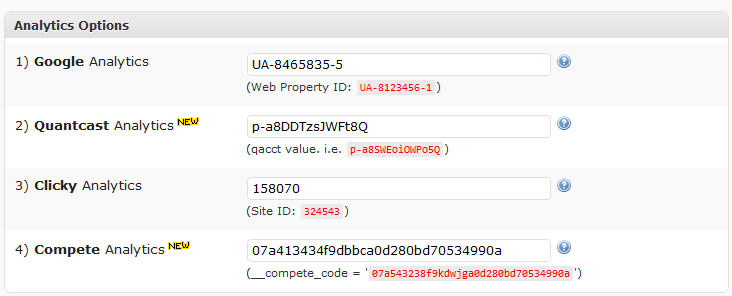 Analytics Options
1) Google Analytics
UA-8465835-5
(Web Property ID: UA-8123456-1)
2) Quantcast Analytics NEW
p-a8DDTzsJWFt8Q
(qacct value. i.e. p-a8SWEoiOWPo5Q)
3) Clicky Analytics
158070
(Site ID: 324543)
4) Compete Analytics NEW
07a413434f9dbbca0d280bd70534990a
(__compete_code = '07a543238f9kdwjga0d280bd70534990a')